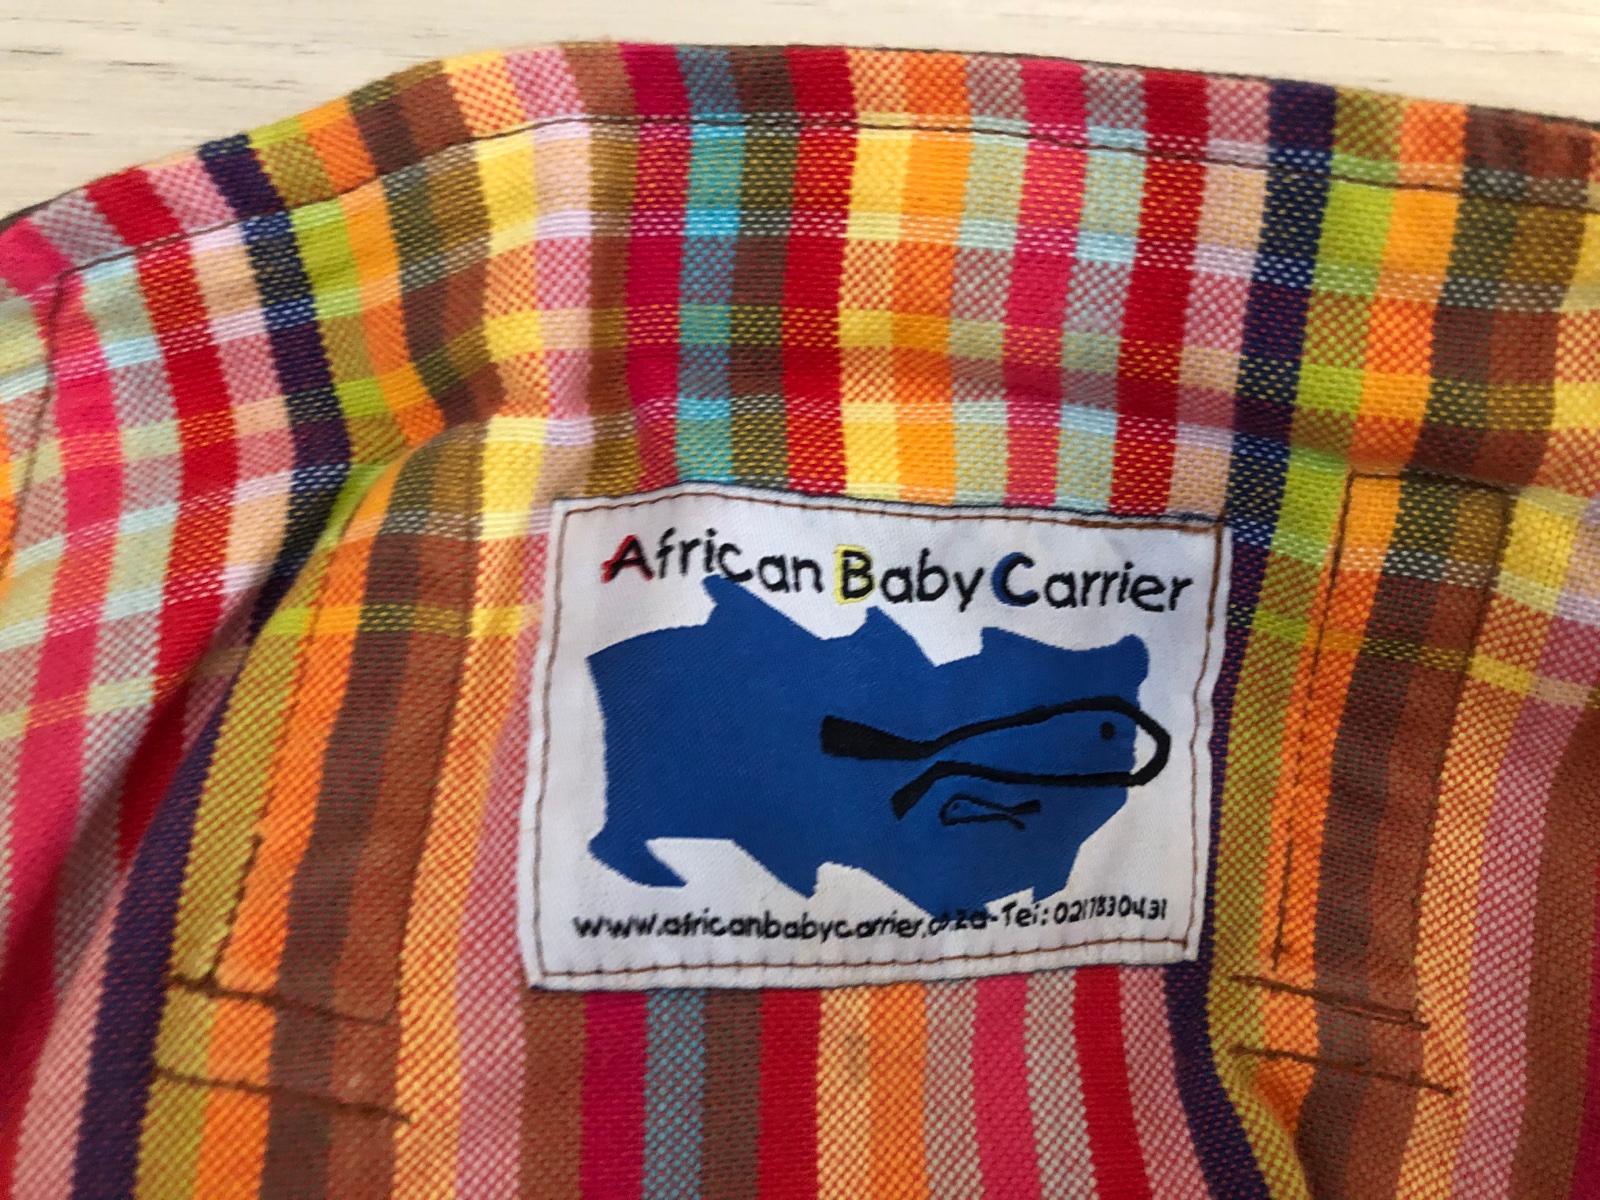 African Baby Carrier
www.africanbabycarrier.co.za-Tel: 0217830431